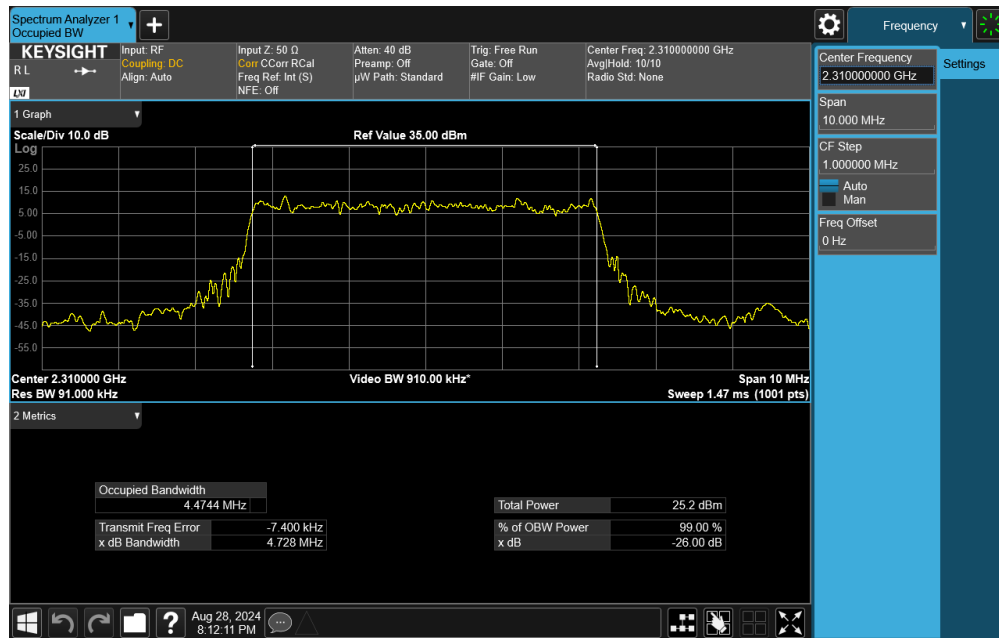 Spectrum Analyzer 1
Occupied BW
+
Frequency
KEYSIGHT
R L
LXI
Input: RF
Coupling: DC
Align: Auto
Input Z: 50 Ω
Corr CCorr RCal
Freq Ref: Int (S)
NFE: Off
Atten: 40 dB
Preamp: Off
µW Path: Standard
Trig: Free Run
Gate: Off
#IF Gain: Low
Center Freq: 2.310000000 GHz
Avg|Hold: 10/10
Radio Std: None
Center Frequency
2.310000000 GHz
Settings
Span
10.000 MHz
CF Step
1.000000 MHz
Auto
Man
Freq Offset
0 Hz
1 Graph
Scale/Div 10.0 dB
Ref Value 35.00 dBm
Log
25.0
15.0
5.00
-5.00
-15.0
-25.0
-35.0
-45.0
-55.0
Center 2.310000 GHz
Video BW 910.00 kHz*
Span 10 MHz
Res BW 91.000 kHz
Sweep 1.47 ms (1001 pts)
2 Metrics
Occupied Bandwidth
4.4744 MHz
Total Power 25.2 dBm
Transmit Freq Error -7.400 kHz
% of OBW Power 99.00 %
x dB Bandwidth 4.728 MHz
x dB -26.00 dB
?
Aug 28, 2024
8:12:11 PM